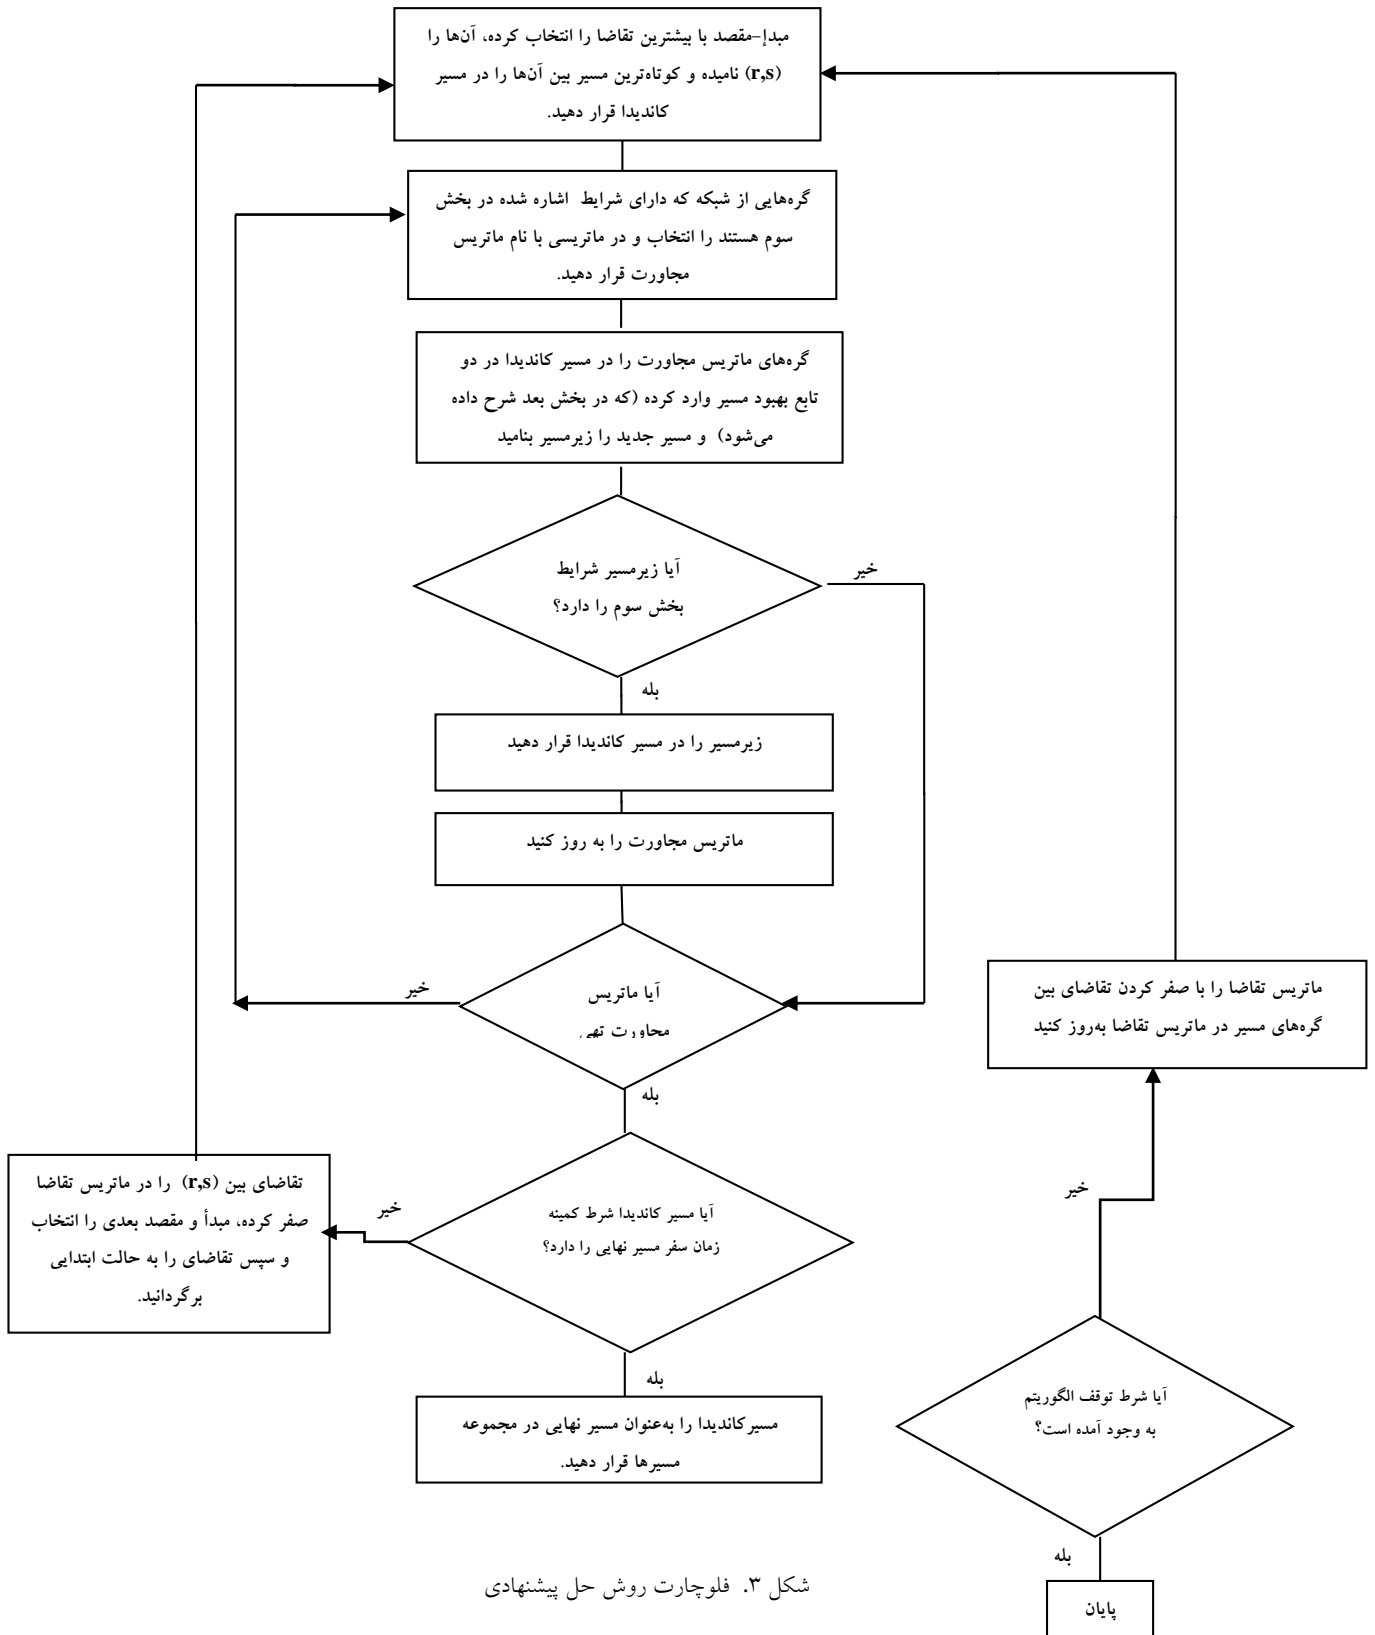 مبدإ-مقصد با بیشترین تقاضا را انتخاب کرده، آن‌ها را
(r,s) نامیده و کوتاه‌ترین مسیر بین آن‌ها را در مسیر
کاندیدا قرار دهید.
گره‌هایی از شبکه که دارای شرایط اشاره شده در بخش
سوم هستند را انتخاب و در ماتریسی با نام ماتریس
مجاورت قرار دهید.
گره‌های ماتریس مجاورت را در مسیر کاندیدا در دو
تابع بهبود مسیر وارد کرده (که در بخش بعد شرح داده
می‌شود) و مسیر جدید را زیرمسیر بنامید
آیا زیرمسیر شرایط
بخش سوم را دارد؟
خیر
بله
زیرمسیر را در مسیر کاندیدا قرار دهید
ماتریس مجاورت را به روز کنید
آیا ماتریس
مجاورت تهی
خیر
بله
آیا مسیر کاندیدا شرط کمینه
زمان سفر مسیر نهایی را دارد؟
خیر
تقاضای بین (r,s) را در ماتریس تقاضا
صفر کرده، مبدأ و مقصد بعدی را انتخاب
و سپس تقاضای را به حالت ابتدایی
برگردانید.
بله
مسیرکاندیدا را به‌عنوان مسیر نهایی در مجموعه
مسیرها قرار دهید.
ماتریس تقاضا را با صفر کردن تقاضای بین
گره‌های مسیر در ماتریس تقاضا به‌روز کنید
خیر
آیا شرط توقف الگوریتم
به وجود آمده است؟
بله
پایان
شکل ۳. فلوچارت روش حل پیشنهادی